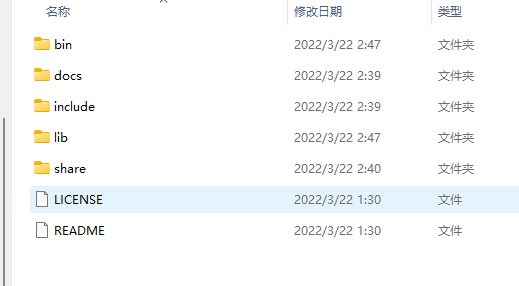 名称 修改日期 类型
bin 2022/3/22 2:47 文件夹
docs 2022/3/22 2:39 文件夹
include 2022/3/22 2:39 文件夹
lib 2022/3/22 2:47 文件夹
share 2022/3/22 2:40 文件夹
LICENSE 2022/3/22 1:30 文件
README 2022/3/22 1:30 文件